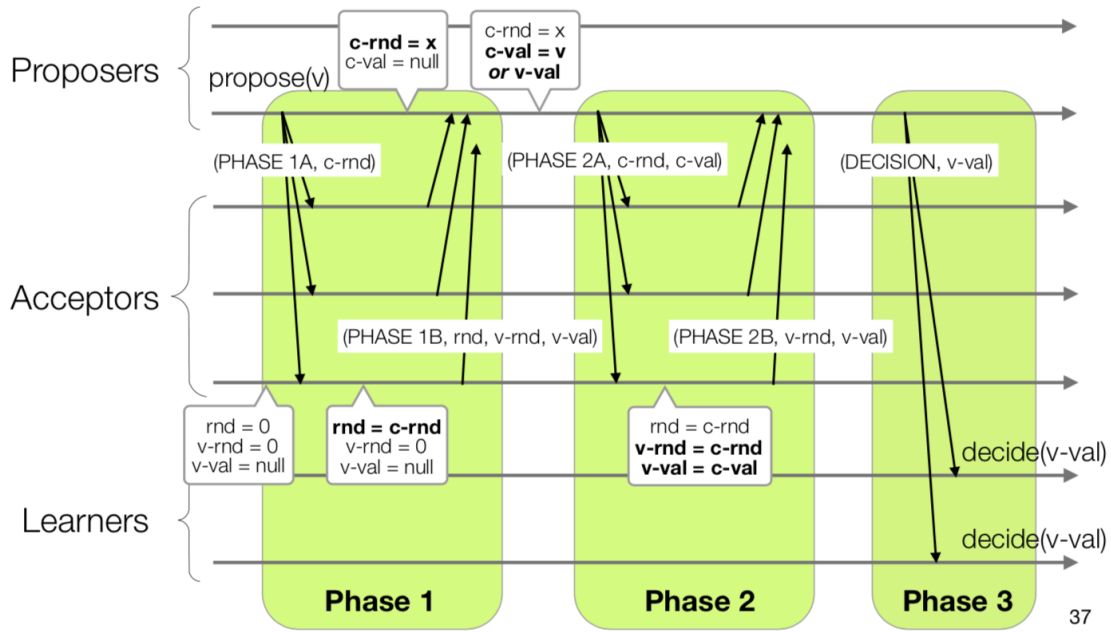 Proposers
propose(v)
c-rnd = x
c-val = null
c-rnd = x
c-val = v
or v-val
(PHASE 1A, c-rnd)
(PHASE 2A, c-rnd, c-val)
(DECISION, v-val)
Acceptors
(PHASE 1B, rnd, v-rnd, v-val)
(PHASE 2B, v-rnd, v-val)
rnd = 0
v-rnd = 0
v-val = null
rnd = c-rnd
v-rnd = 0
v-val = null
rnd = c-rnd
v-rnd = c-rnd
v-val = c-val
Learners
decide(v-val)
decide(v-val)
Phase 1
Phase 2
Phase 3
37